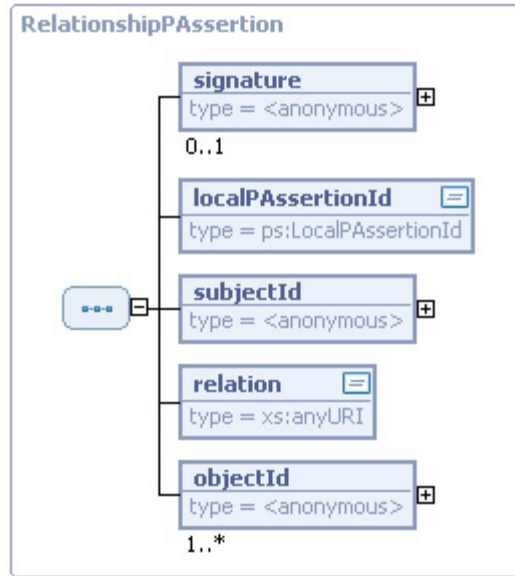 RelationshipPAssertion
signature
type = <anonymous>
0..1
localPAssertionId
type = ps:LocalPAssertionId
subjectId
type = <anonymous>
relation
type = xs:anyURI
objectId
type = <anonymous>
1..*